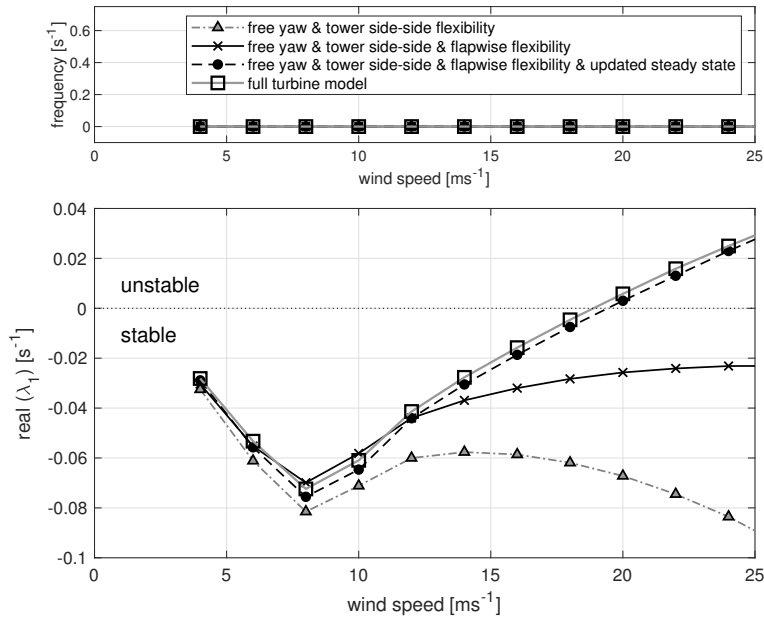 frequency [s⁻¹]
0.6
0.4
0.2
0
free yaw & tower side-side flexibility
free yaw & tower side-side & flapwise flexibility
free yaw & tower side-side & flapwise flexibility & updated steady state
full turbine model
0 5 10 15 20 25
wind speed [ms⁻¹]
real (λ₁) [s⁻¹]
0.04
0.02
0
-0.02
-0.04
-0.06
-0.08
-0.1
unstable
stable
0 5 10 15 20 25
wind speed [ms⁻¹]